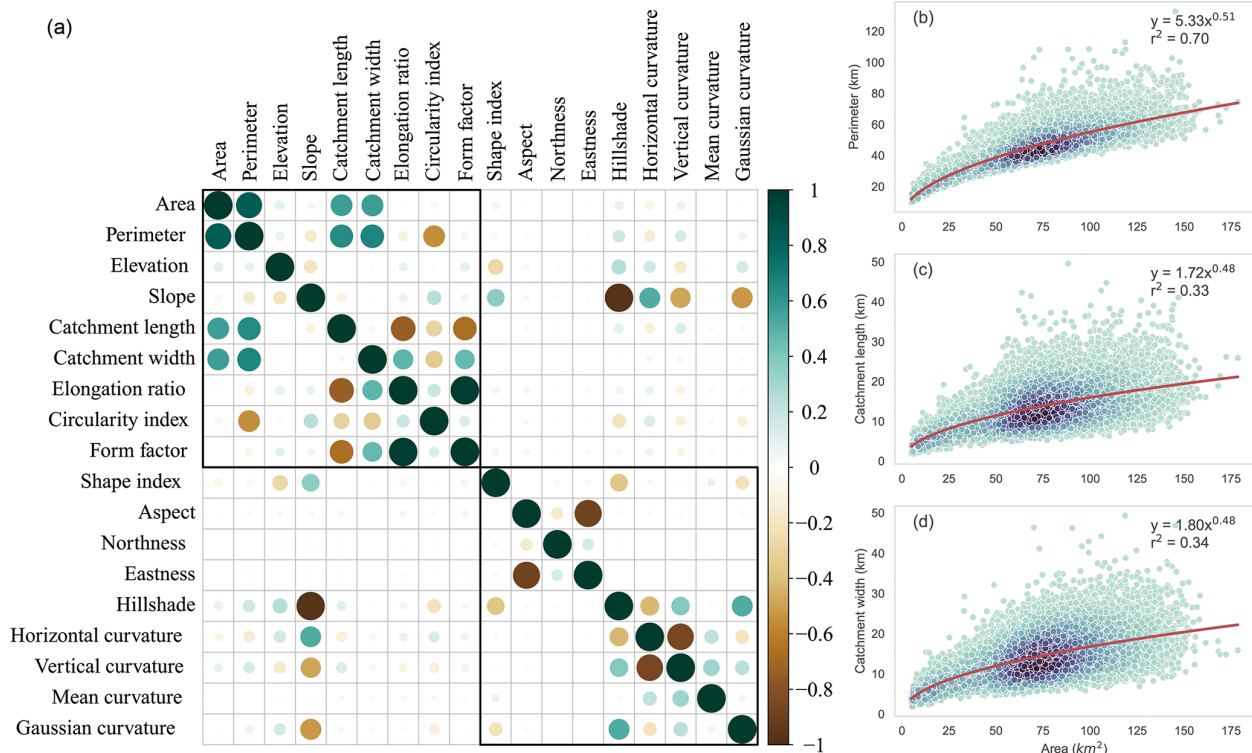 (a)
Area
Perimeter
Elevation
Slope
Catchment length
Catchment width
Elongation ratio
Circularity index
Form factor
Shape index
Aspect
Northness
Eastness
Hillshade
Horizontal curvature
Vertical curvature
Mean curvature
Gaussian curvature
Area
Perimeter
Elevation
Slope
Catchment length
Catchment width
Elongation ratio
Circularity index
Form factor
Shape index
Aspect
Northness
Eastness
Hillshade
Horizontal curvature
Vertical curvature
Mean curvature
Gaussian curvature
1
0.8
0.6
0.4
0.2
0
−0.2
−0.4
−0.6
−0.8
−1
(b)
y = 5.33x^0.51
r² = 0.70
Perimeter (km)
120
100
80
60
40
20
0 25 50 75 100 125 150 175
(c)
y = 1.72x^0.48
r² = 0.33
Catchment length (km)
50
40
30
20
10
0
0 25 50 75 100 125 150 175
(d)
y = 1.80x^0.48
r² = 0.34
Catchment width (km)
50
40
30
20
10
0
0 25 50 75 100 125 150 175
Area (km²)